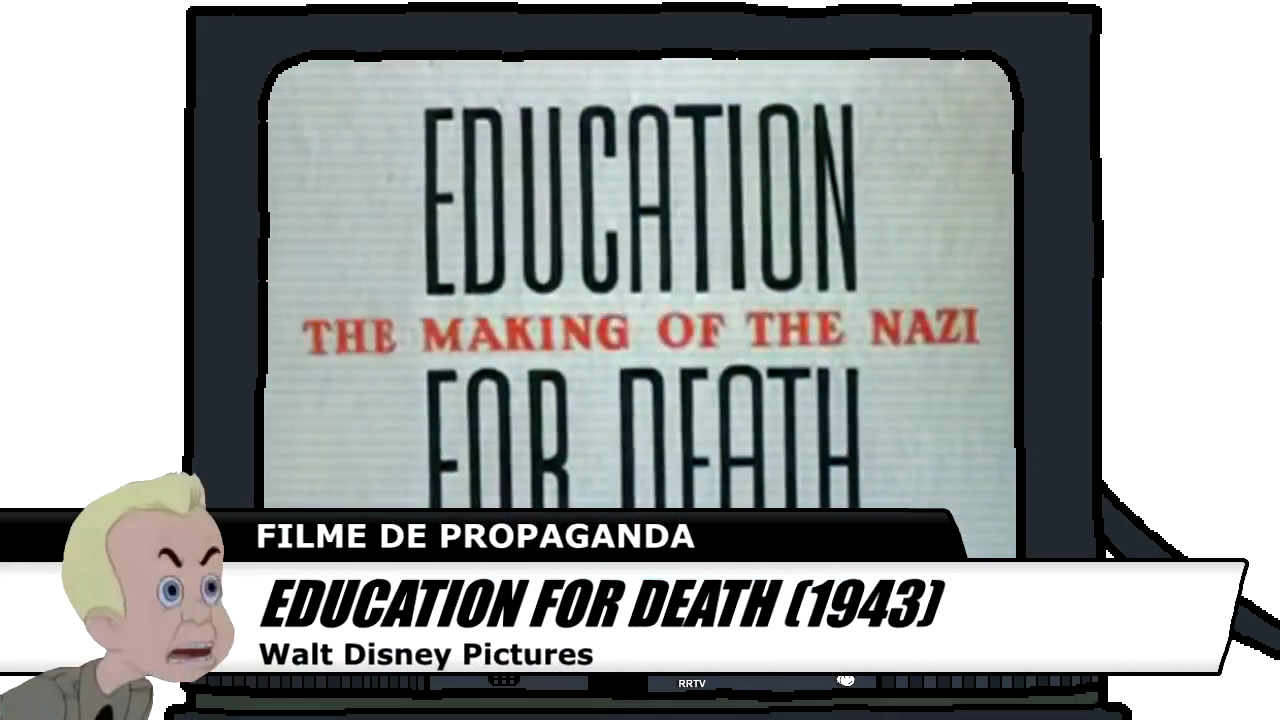 EDUCATION
THE MAKING OF THE NAZI
FOR DEATH
FILME DE PROPAGANDA
EDUCATION FOR DEATH (1943)
Walt Disney Pictures
RRTV